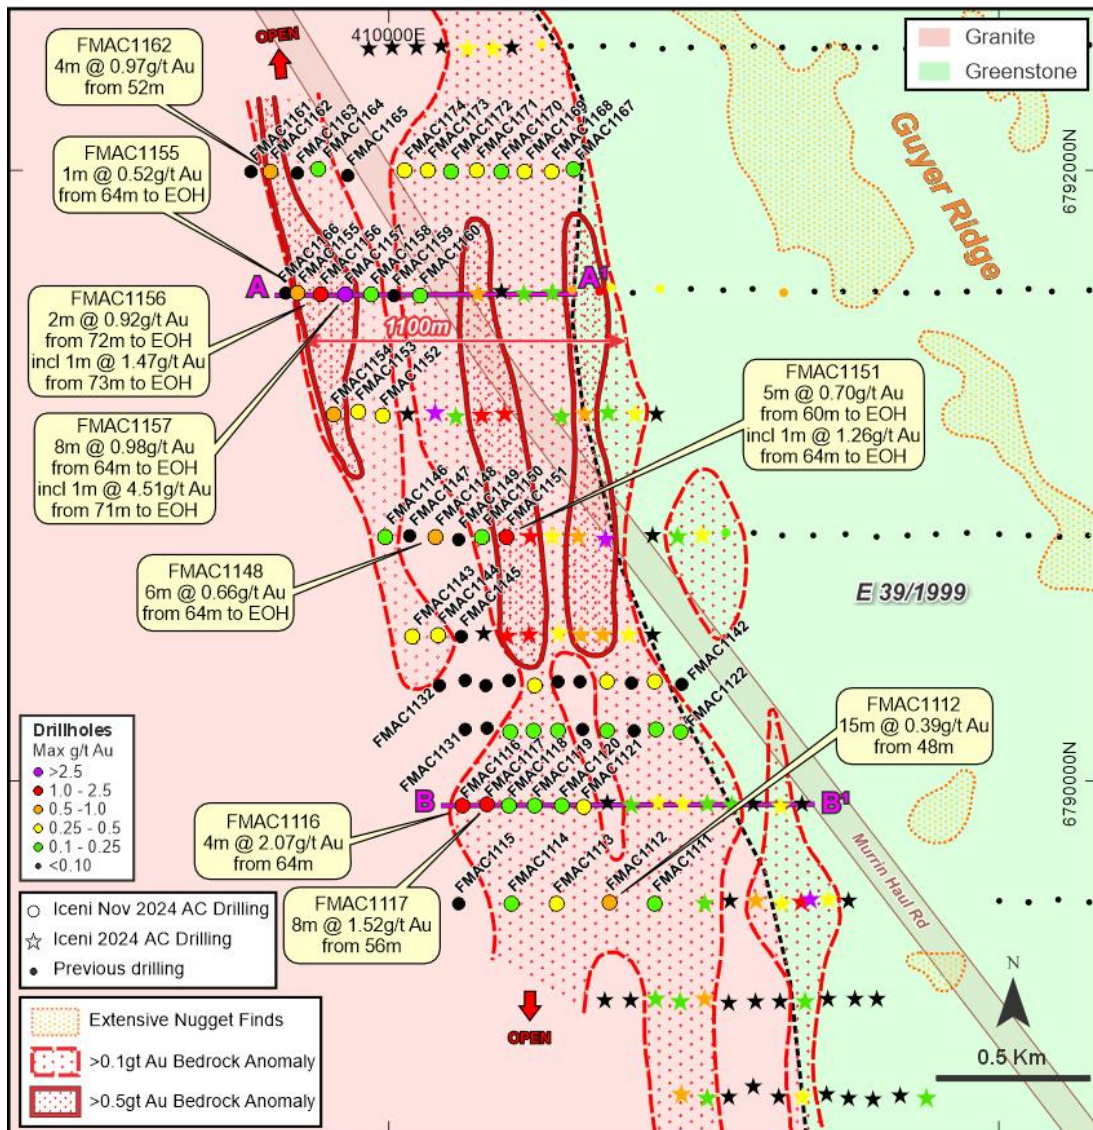 410000E
Granite
Greenstone
OPEN
FMAC1162
4m @ 0.97g/t Au
from 52m
FMAC1161
FMAC1162
FMAC1163
FMAC1164
FMAC1165
FMAC1174
FMAC1173
FMAC1172
FMAC1171
FMAC1170
FMAC1169
FMAC1168
FMAC1167
Guyer Ridge
6792000N
FMAC1155
1m @ 0.52g/t Au
from 64m to EOH
FMAC1166
FMAC1155
FMAC1156
FMAC1157
FMAC1158
FMAC1159
FMAC1160
A
A¹
FMAC1156
2m @ 0.92g/t Au
from 72m to EOH
incl 1m @ 1.47g/t Au
from 73m to EOH
1100m
FMAC1154
FMAC1153
FMAC1152
FMAC1151
5m @ 0.70g/t Au
from 60m to EOH
incl 1m @ 1.26g/t Au
from 64m to EOH
FMAC1157
8m @ 0.98g/t Au
from 64m to EOH
incl 1m @ 4.51g/t Au
from 71m to EOH
FMAC1146
FMAC1147
FMAC1148
FMAC1149
FMAC1150
FMAC1151
FMAC1148
6m @ 0.66g/t Au
from 64m to EOH
E 39/1999
FMAC1143
FMAC1144
FMAC1145
FMAC1132
FMAC1142
FMAC1131
FMAC1122
FMAC1112
15m @ 0.39g/t Au
from 48m
Drillholes
Max g/t Au
>2.5
1.0 - 2.5
0.5 -1.0
0.25 - 0.5
0.1 - 0.25
<0.10
FMAC1116
FMAC1117
FMAC1118
FMAC1119
FMAC1120
FMAC1121
B
B¹
6790000N
FMAC1116
4m @ 2.07g/t Au
from 64m
FMAC1115
FMAC1114
FMAC1113
FMAC1112
FMAC1111
Murrin Haul Rd
FMAC1117
8m @ 1.52g/t Au
from 56m
Iceni Nov 2024 AC Drilling
Iceni 2024 AC Drilling
Previous drilling
OPEN
N
Extensive Nugget Finds
>0.1gt Au Bedrock Anomaly
>0.5gt Au Bedrock Anomaly
0.5 Km